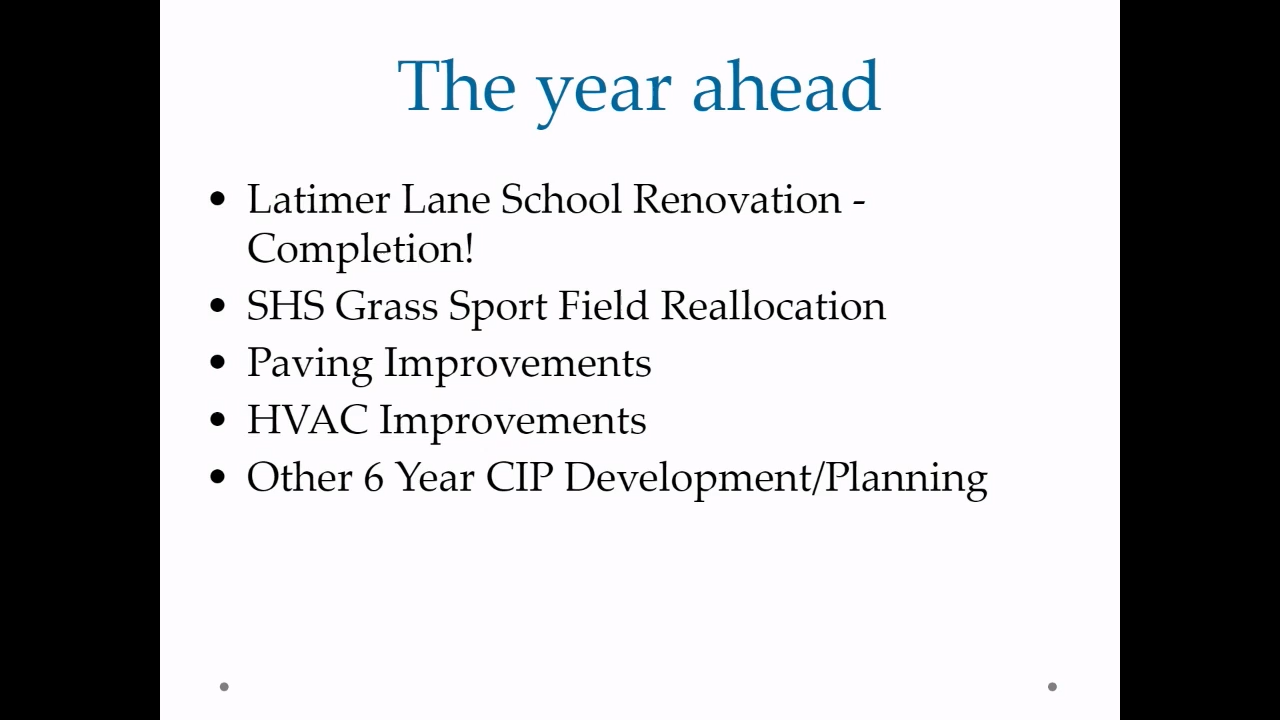 The year ahead
• Latimer Lane School Renovation -
Completion!
• SHS Grass Sport Field Reallocation
• Paving Improvements
• HVAC Improvements
• Other 6 Year CIP Development/Planning